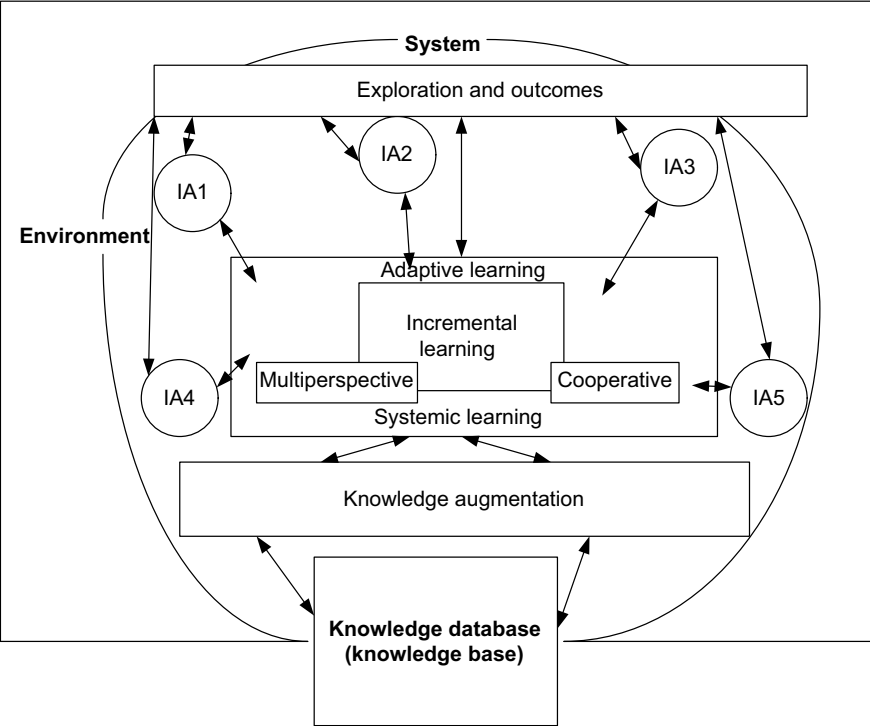 System
Exploration and outcomes
IA1
IA2
IA3
Environment
Adaptive learning
Incremental
learning
Multiperspective
Cooperative
IA4
IA5
Systemic learning
Knowledge augmentation
Knowledge database
(knowledge base)